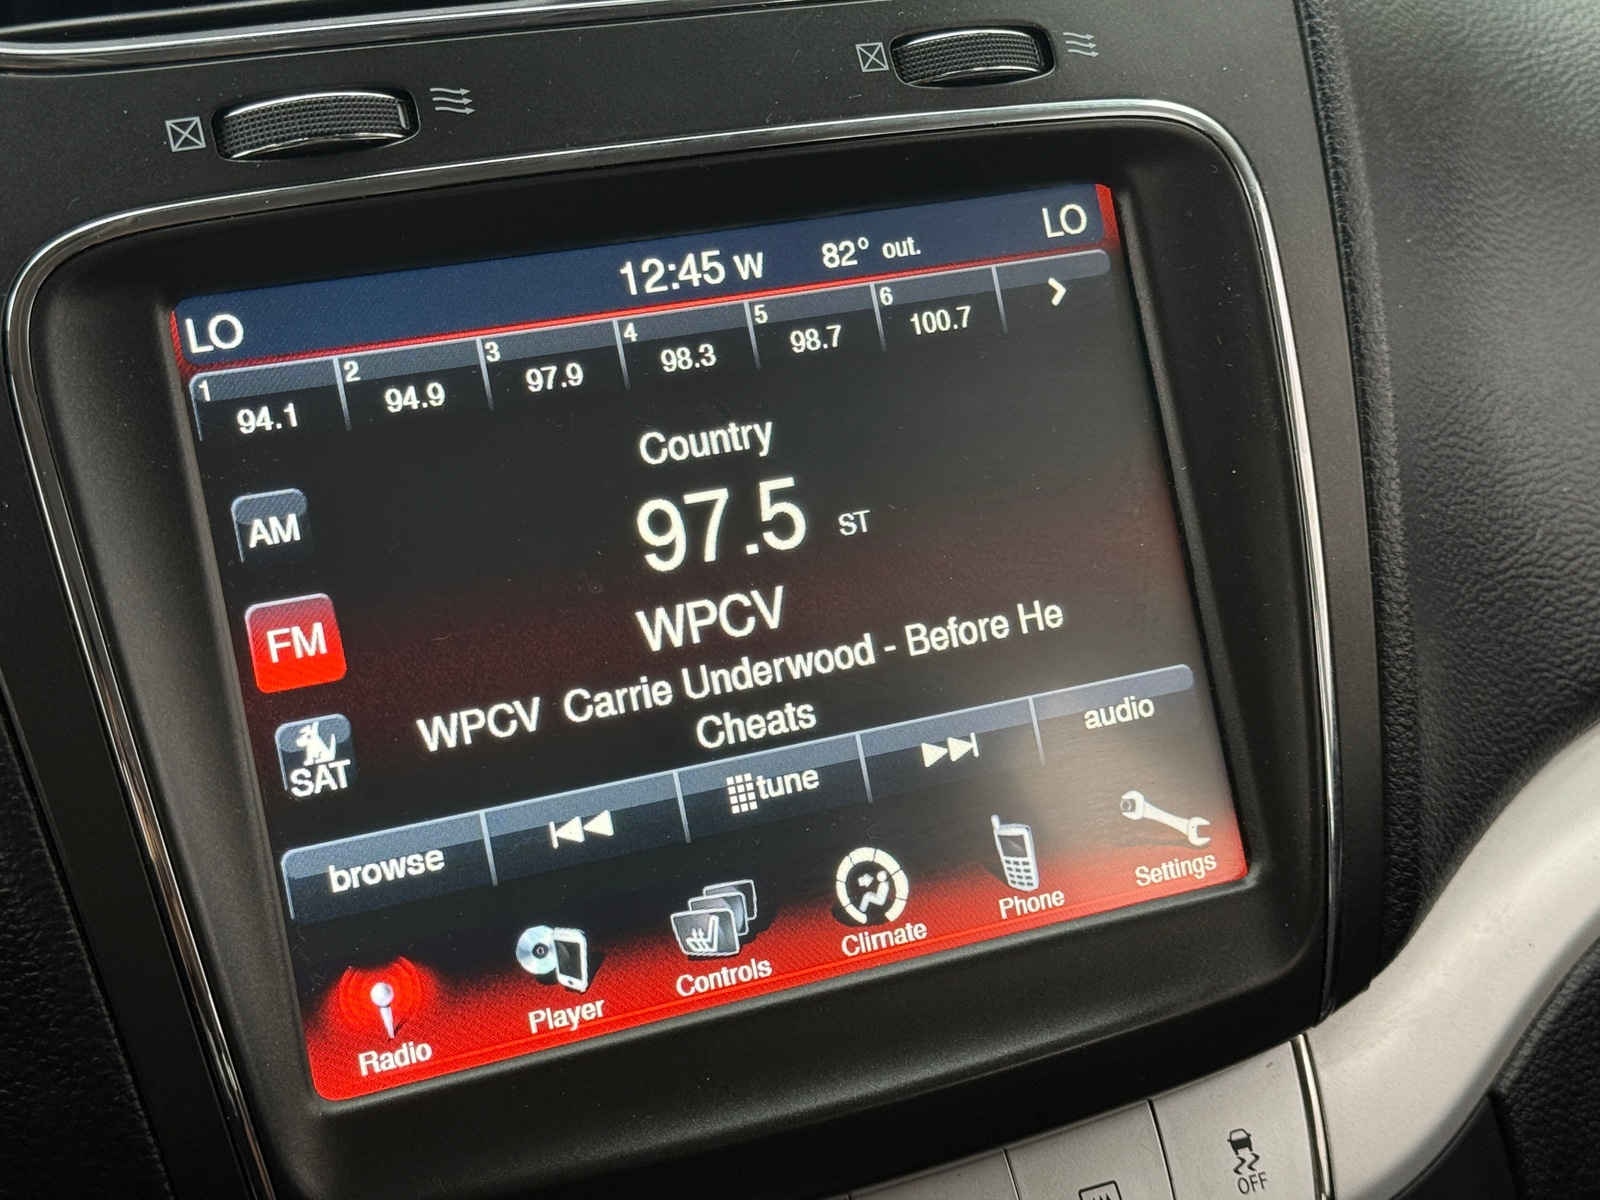 LO 12:45 W 82° out. LO
1 94.1 2 94.9 3 97.9 4 98.3 5 98.7 6 100.7
Country
AM
97.5 ST
FM
WPCV
WPCV Carrie Underwood - Before He
Cheats
SAT
browse tune audio
Radio Player Controls Climate Phone Settings
OFF